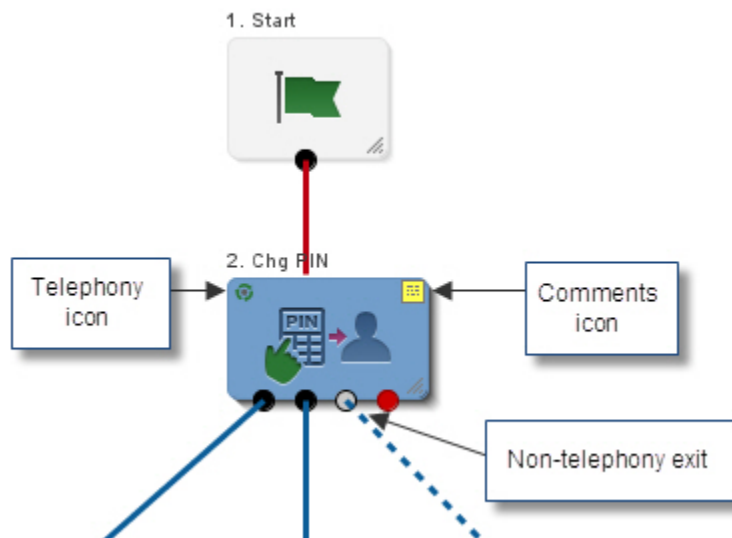 1. Start
2. Chg PIN
Telephony
icon
PIN
Comments
icon
Non-telephony exit